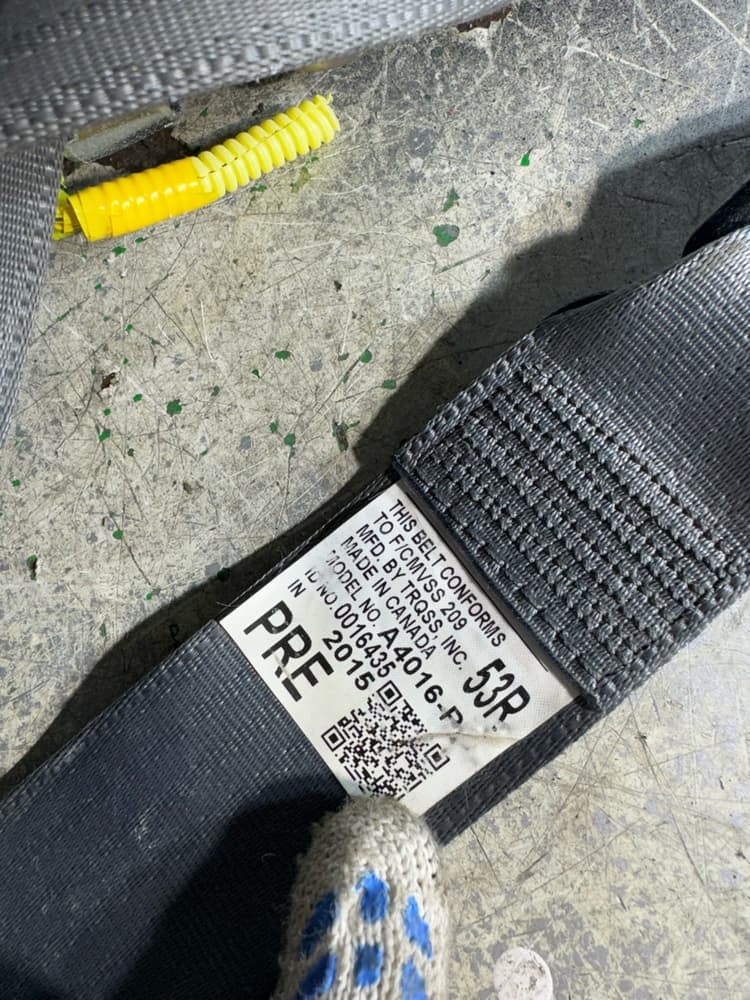 THIS BELT CONFORMS
TO F/CMVSS 209
MFD. BY TRQSS, INC.
MADE IN CANADA
MODEL NO. A4016-P
ID NO. 0016435
IN 2015
53R
PRE